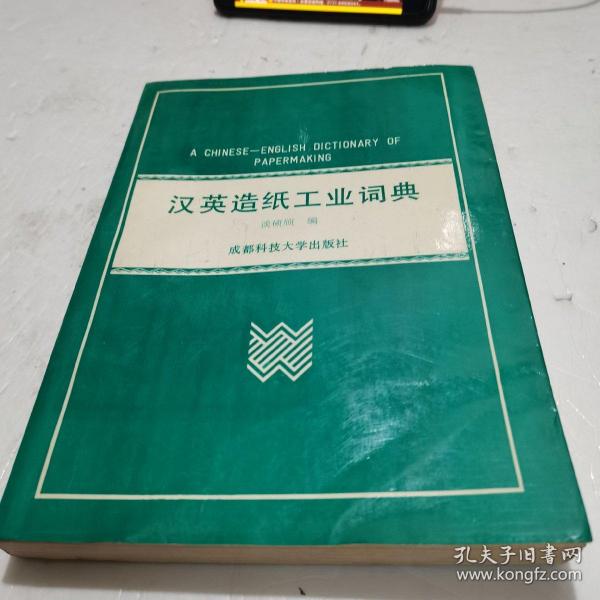 A CHINESE—ENGLISH DICTIONARY OF
PAPERMAKING
汉英造纸工业词典
编
成都科技大学出版社
孔夫子旧书网
www.kongfz.com